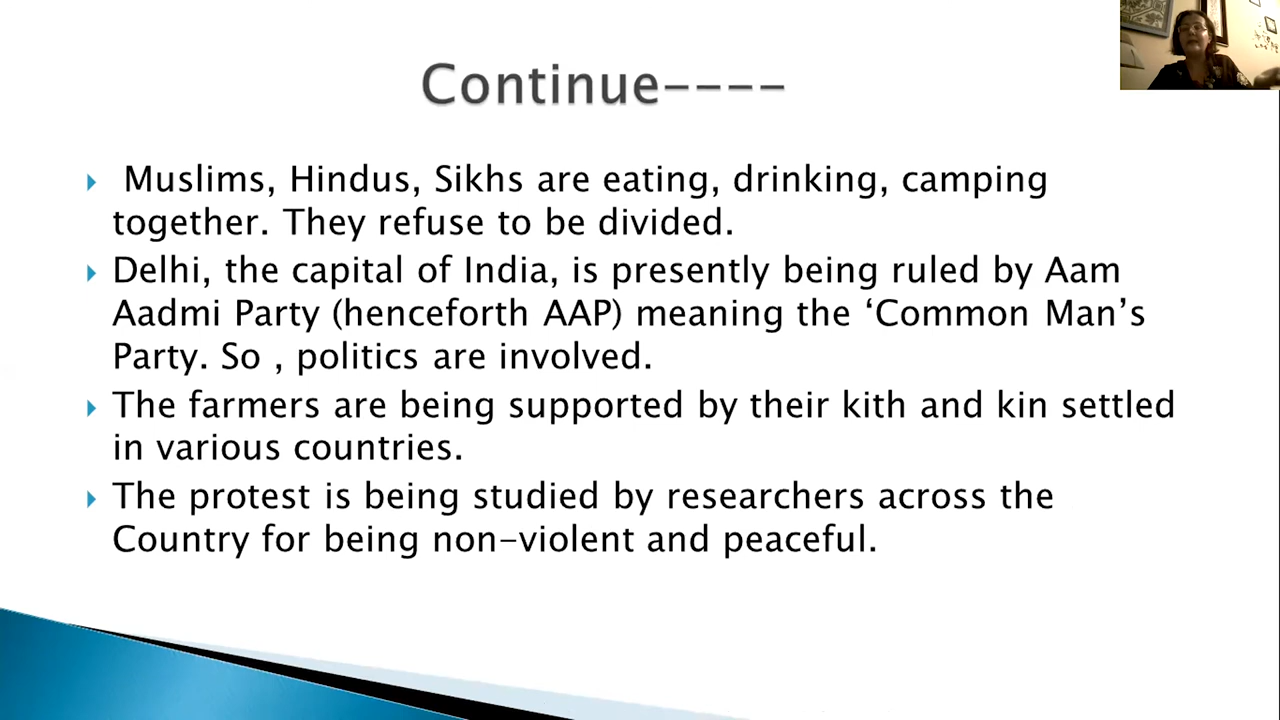 Continue----
Muslims, Hindus, Sikhs are eating, drinking, camping
together. They refuse to be divided.
Delhi, the capital of India, is presently being ruled by Aam
Aadmi Party (henceforth AAP) meaning the ‘Common Man’s
Party. So , politics are involved.
The farmers are being supported by their kith and kin settled
in various countries.
The protest is being studied by researchers across the
Country for being non-violent and peaceful.